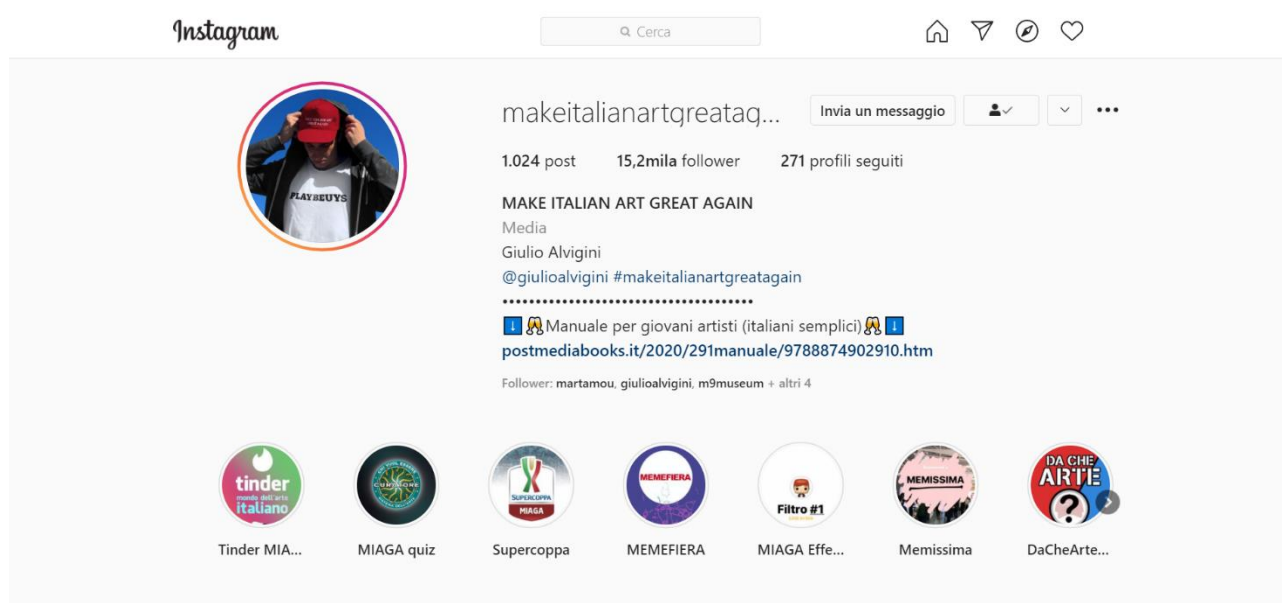 Instagram
Cerca
makeitalianartgreatag...
Invia un messaggio
1.024 post 15,2mila follower 271 profili seguiti
MAKE ITALIAN ART GREAT AGAIN
Media
Giulio Alvigini
@giulioalvigini #makeitalianartgreatagain
••••••••••••••••••••••••••••••••••••••
Manuale per giovani artisti (italiani semplici)
postmediabooks.it/2020/291manuale/9788874902910.htm
Follower: martamou, giulioalvigini, m9museum + altri 4
PLAYBEUYS
tinder
mondo dell'arte
italiano
CURATORE
SUPERCOPPA
MIAGA
MEMEFIERA
Filtro #1
MEMISSIMA
DA CHE
ARTE
?
Tinder MIA...
MIAGA quiz
Supercoppa
MEMEFIERA
MIAGA Effe...
Memissima
DaCheArte...